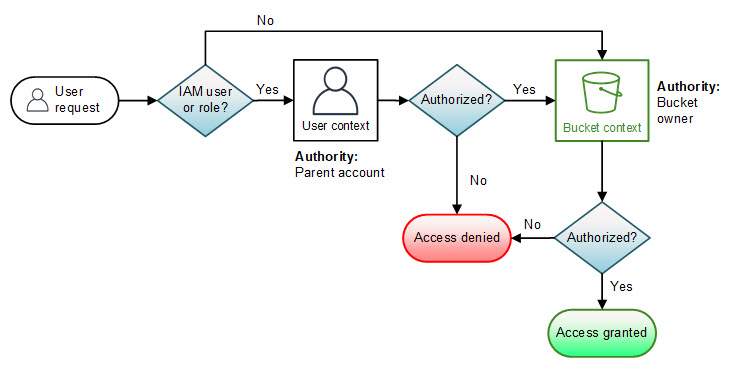 No
User
request
IAM user
or role?
Yes
User context
Authority:
Parent account
Authorized?
Yes
Bucket context
Authority:
Bucket
owner
No
Access denied
No
Authorized?
Yes
Access granted